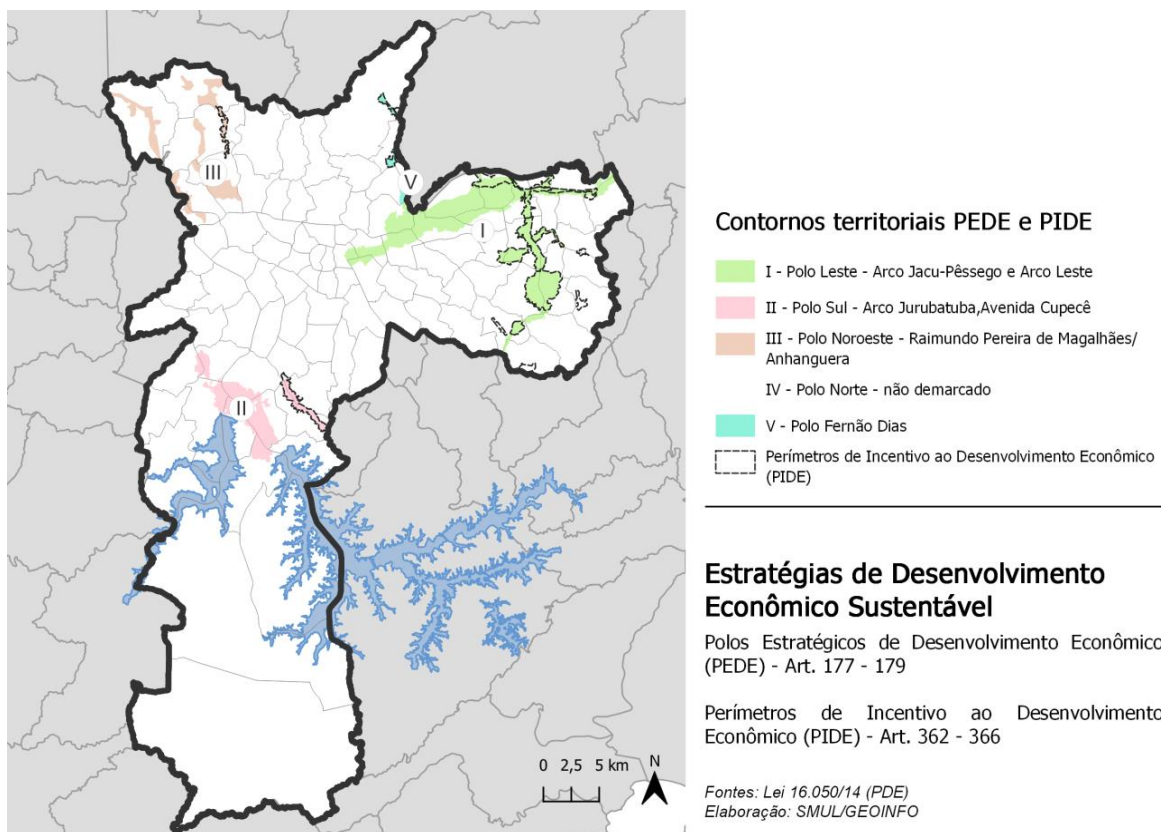 III
V
I
II
0 2,5 5 km
N
Contornos territoriais PEDE e PIDE
I - Polo Leste - Arco Jacu-Pêssego e Arco Leste
II - Polo Sul - Arco Jurubatuba,Avenida Cupecê
III - Polo Noroeste - Raimundo Pereira de Magalhães/
Anhanguera
IV - Polo Norte - não demarcado
V - Polo Fernão Dias
Perímetros de Incentivo ao Desenvolvimento Econômico
(PIDE)
Estratégias de Desenvolvimento
Econômico Sustentável
Polos Estratégicos de Desenvolvimento Econômico
(PEDE) - Art. 177 - 179
Perímetros de Incentivo ao Desenvolvimento
Econômico (PIDE) - Art. 362 - 366
Fontes: Lei 16.050/14 (PDE)
Elaboração: SMUL/GEOINFO